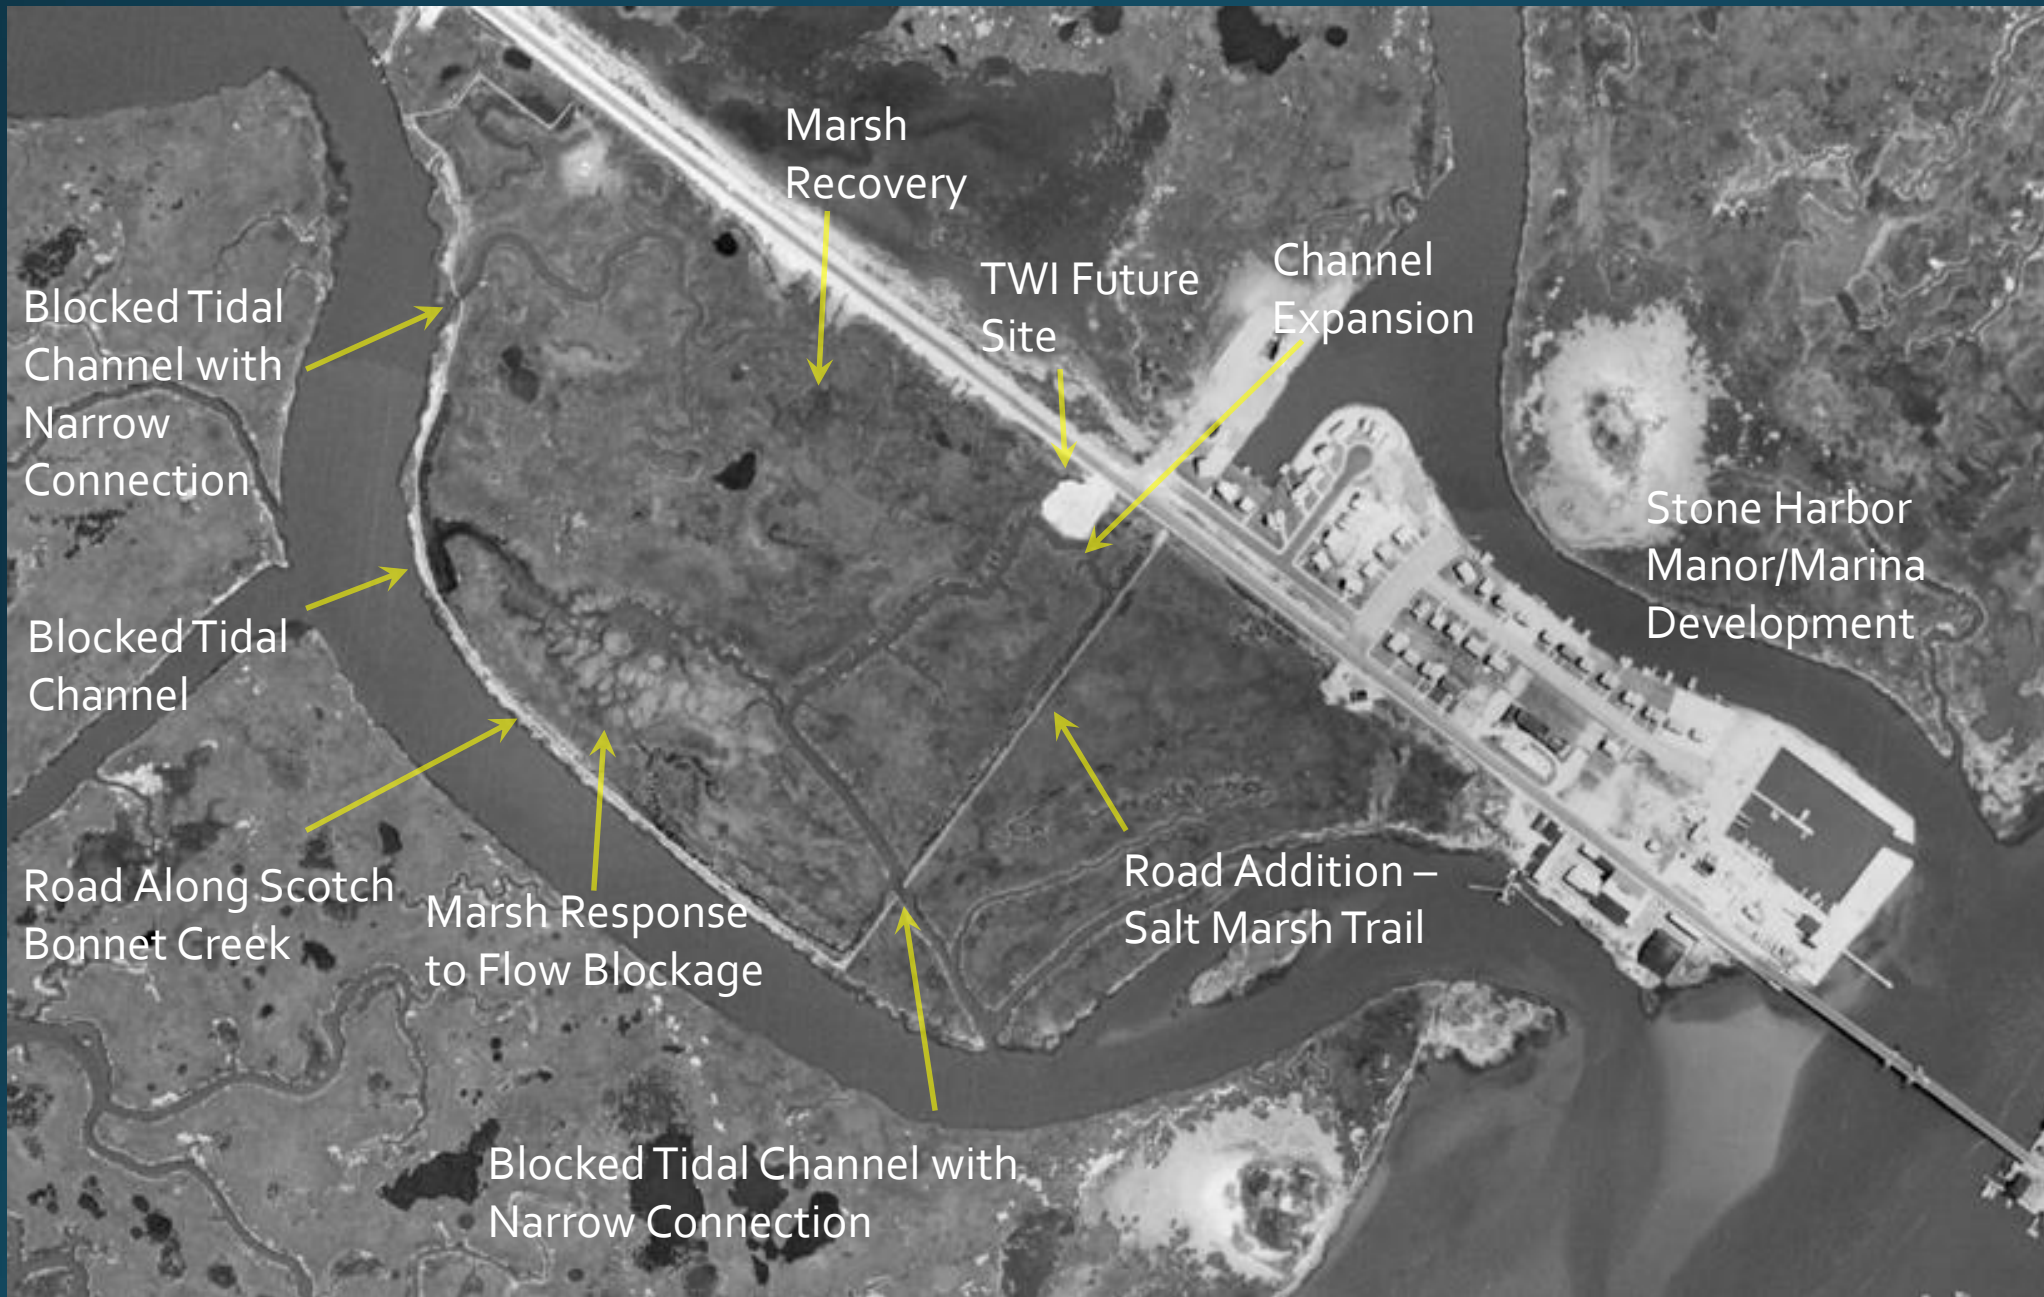 Marsh
Recovery
TWI Future
Site
Channel
Expansion
Blocked Tidal
Channel with
Narrow
Connection
Stone Harbor
Manor/Marina
Development
Blocked Tidal
Channel
Road Along Scotch
Bonnet Creek
Marsh Response
to Flow Blockage
Road Addition –
Salt Marsh Trail
Blocked Tidal Channel with
Narrow Connection